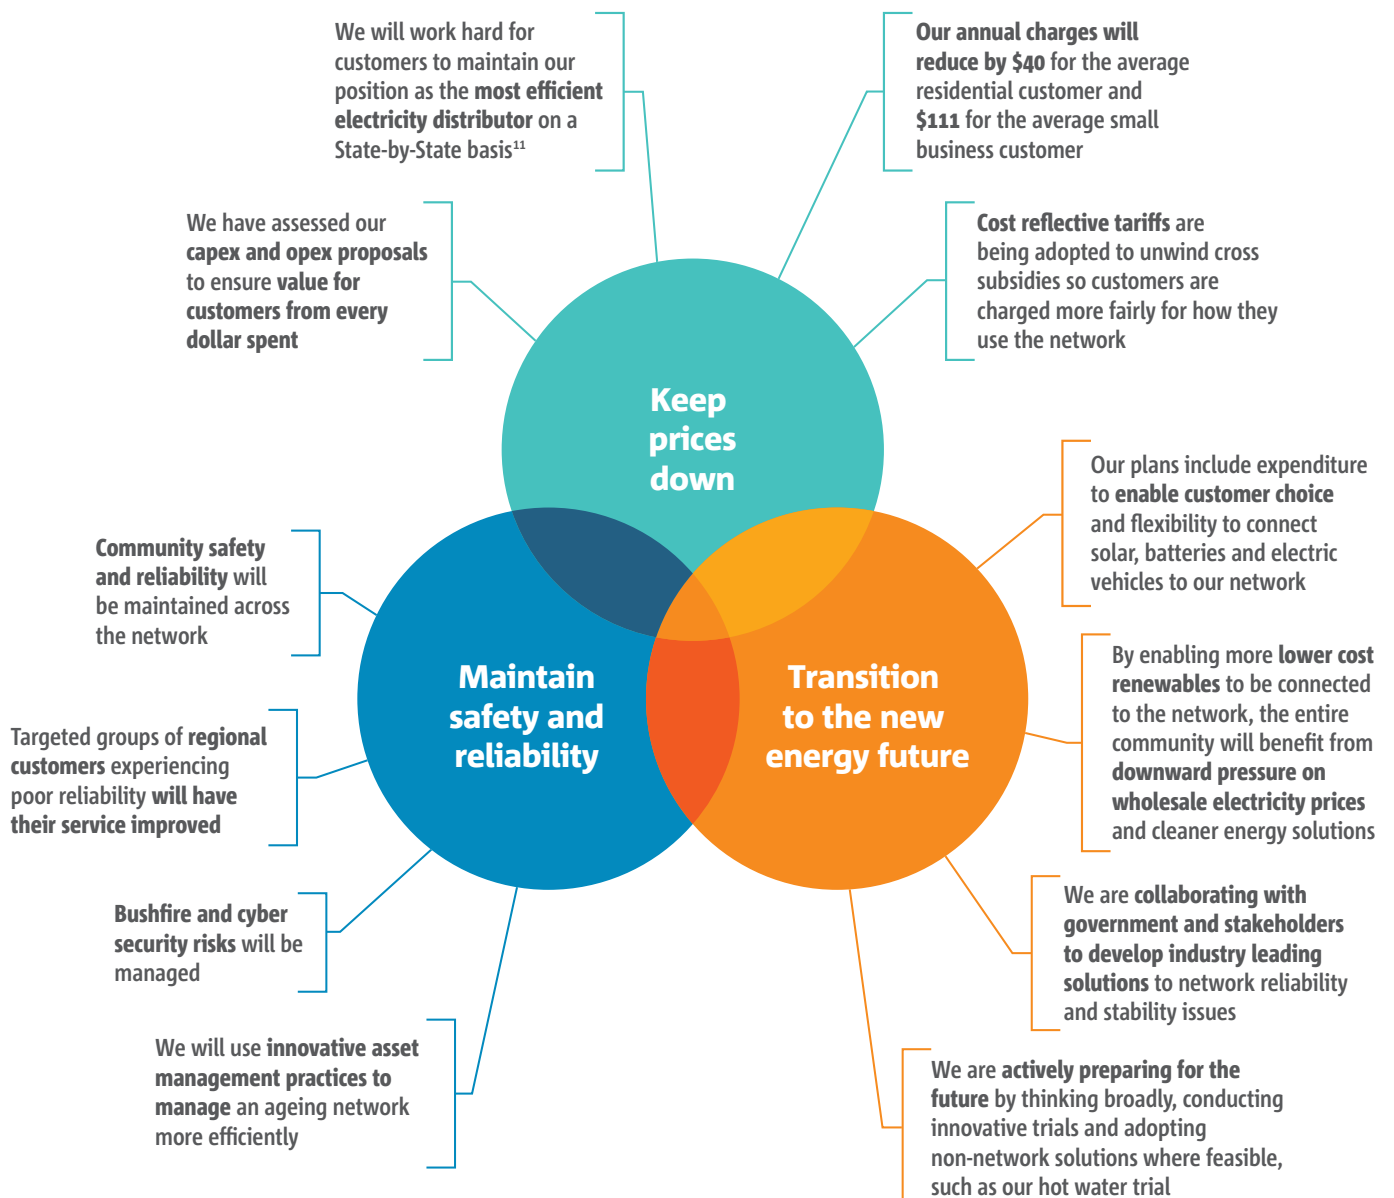 We will work hard for
customers to maintain our
position as the most efficient
electricity distributor on a
State-by-State basis¹¹
Our annual charges will
reduce by $40 for the average
residential customer and
$111 for the average small
business customer
We have assessed our
capex and opex proposals
to ensure value for
customers from every
dollar spent
Cost reflective tariffs are
being adopted to unwind cross
subsidies so customers are
charged more fairly for how they
use the network
Keep
prices
down
Our plans include expenditure
to enable customer choice
and flexibility to connect
solar, batteries and electric
vehicles to our network
Community safety
and reliability will
be maintained across
the network
Maintain
safety and
reliability
Transition
to the new
energy future
By enabling more lower cost
renewables to be connected
to the network, the entire
community will benefit from
downward pressure on
wholesale electricity prices
and cleaner energy solutions
Targeted groups of regional
customers experiencing
poor reliability will have
their service improved
Bushfire and cyber
security risks will be
managed
We are collaborating with
government and stakeholders
to develop industry leading
solutions to network reliability
and stability issues
We will use innovative asset
management practices to
manage an ageing network
more efficiently
We are actively preparing for the
future by thinking broadly, conducting
innovative trials and adopting
non-network solutions where feasible,
such as our hot water trial